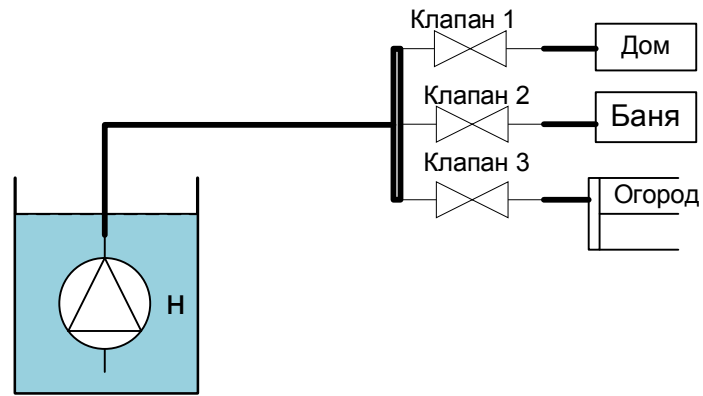 Клапан 1
Дом
Клапан 2
Баня
Клапан 3
Огород
Н